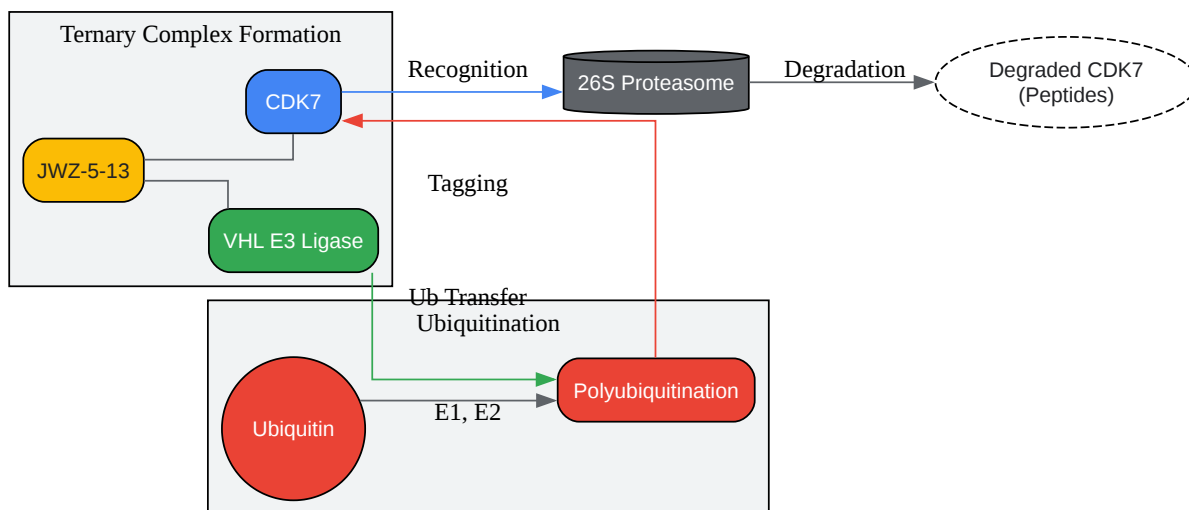 Ternary Complex Formation
CDK7
Recognition
26S Proteasome
Degradation
Degraded CDK7
(Peptides)
JWZ-5-13
Tagging
VHL E3 Ligase
Ub Transfer
Ubiquitination
Polyubiquitination
E1, E2
Ubiquitin